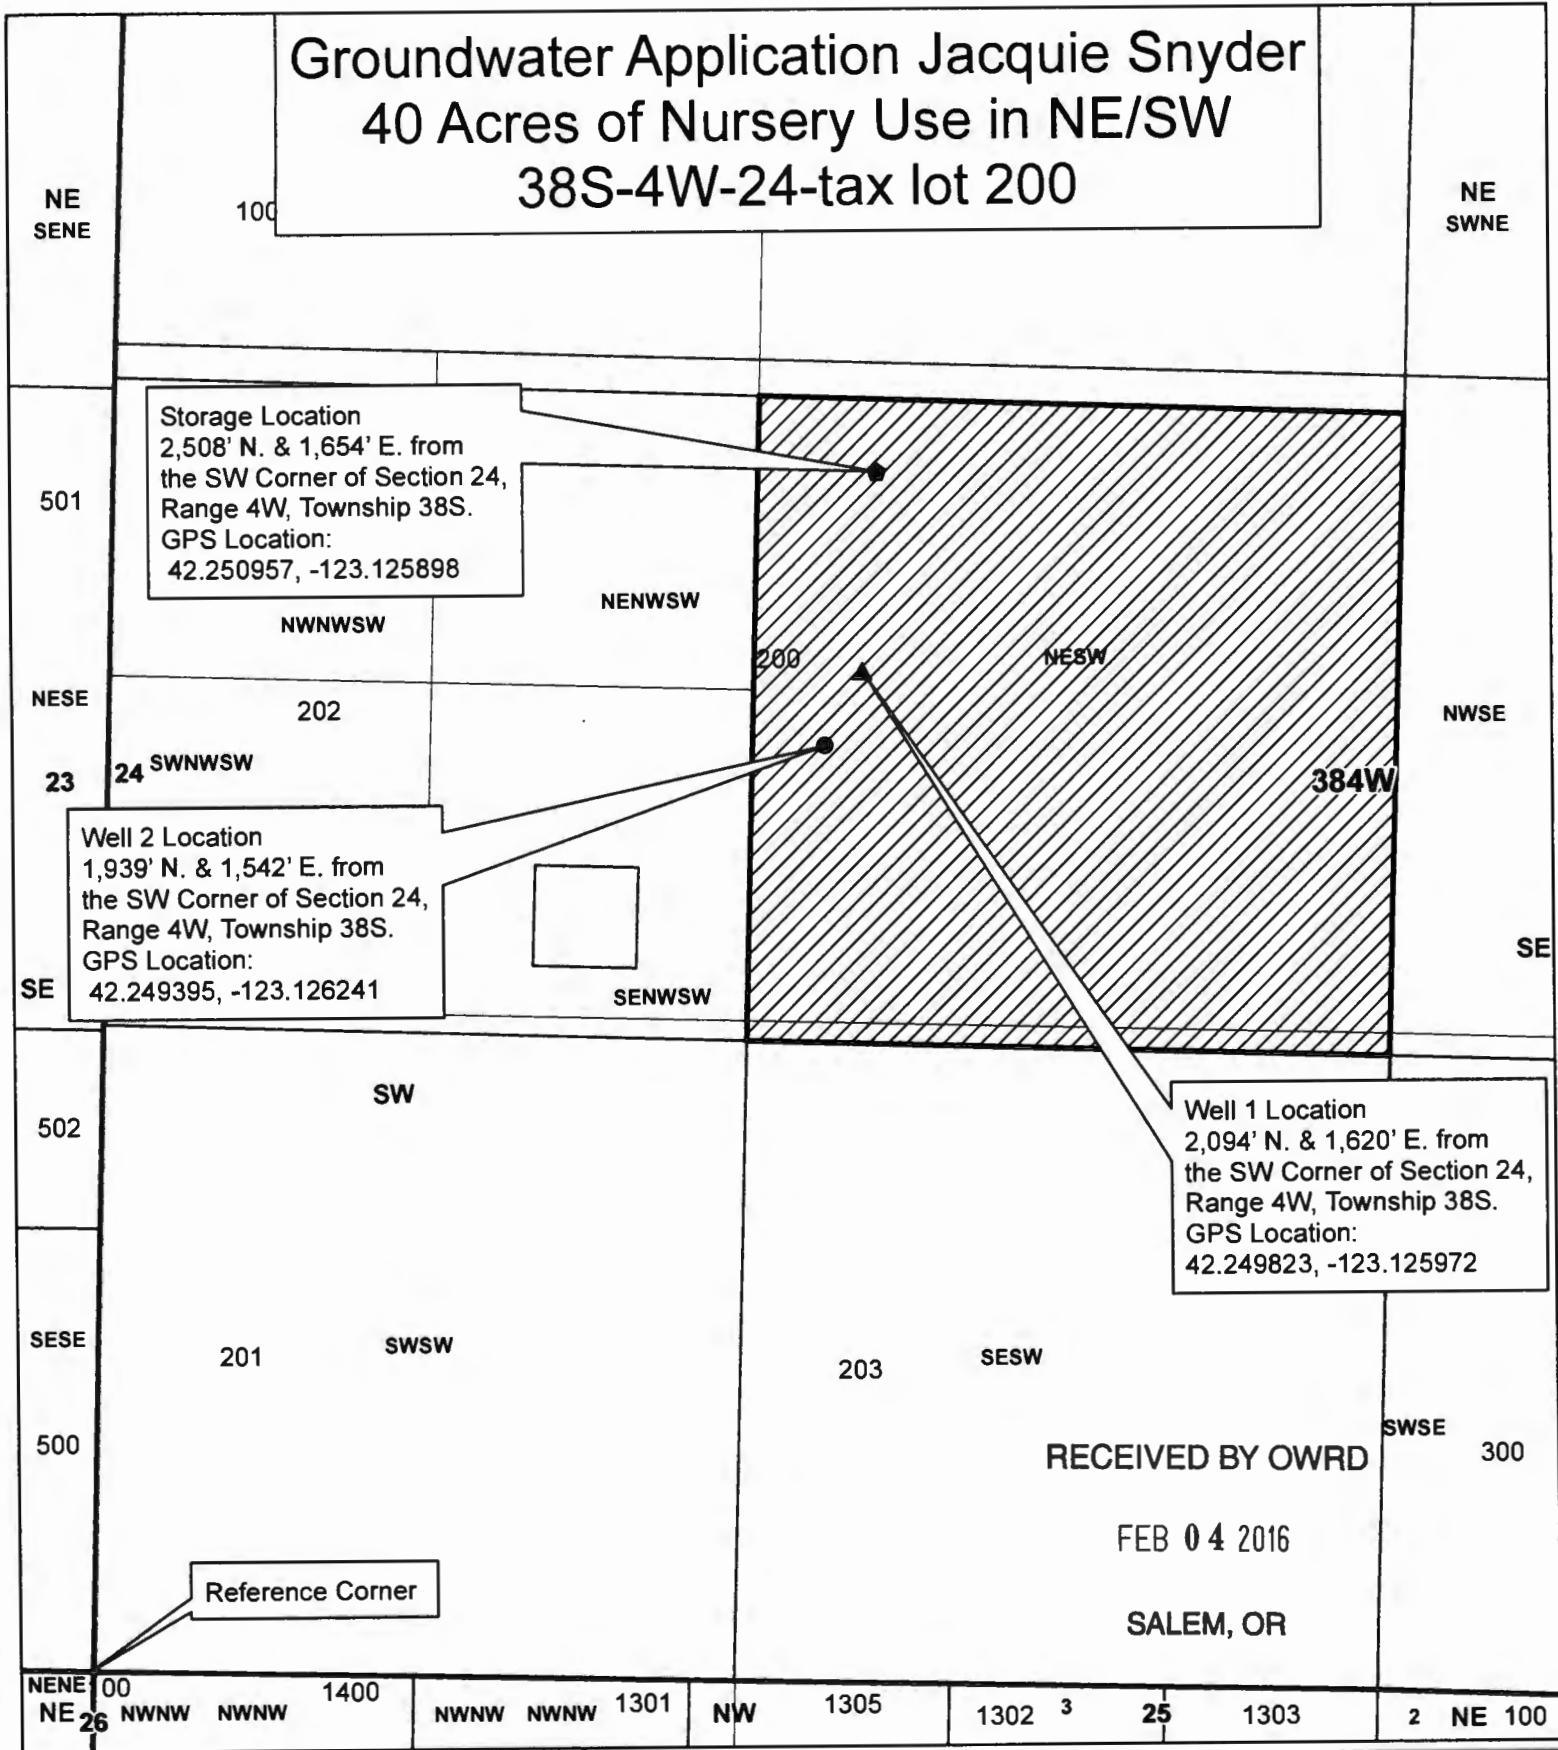 Groundwater Application Jacquie Snyder
40 Acres of Nursery Use in NE/SW
38S-4W-24-tax lot 200
NE
SENE
100
NE
SWNE
Storage Location
2,508' N. & 1,654' E. from
the SW Corner of Section 24,
Range 4W, Township 38S.
GPS Location:
42.250957, -123.125898
501
NWNWSW
NENWSW
200
NESW
NESE
202
NWSE
23
24
SWNWSW
384W
Well 2 Location
1,939' N. & 1,542' E. from
the SW Corner of Section 24,
Range 4W, Township 38S.
GPS Location:
42.249395, -123.126241
SE
SENWSW
SE
SW
502
Well 1 Location
2,094' N. & 1,620' E. from
the SW Corner of Section 24,
Range 4W, Township 38S.
GPS Location:
42.249823, -123.125972
SESE
201
SWSW
203
SESW
500
SWSE
300
RECEIVED BY OWRD
FEB 04 2016
SALEM, OR
Reference Corner
NENE
00
1400
1301
1305
NE
26
NWNW
NWNW
NWNW
NWNW
NW
1302
3
25
1303
2
NE
100